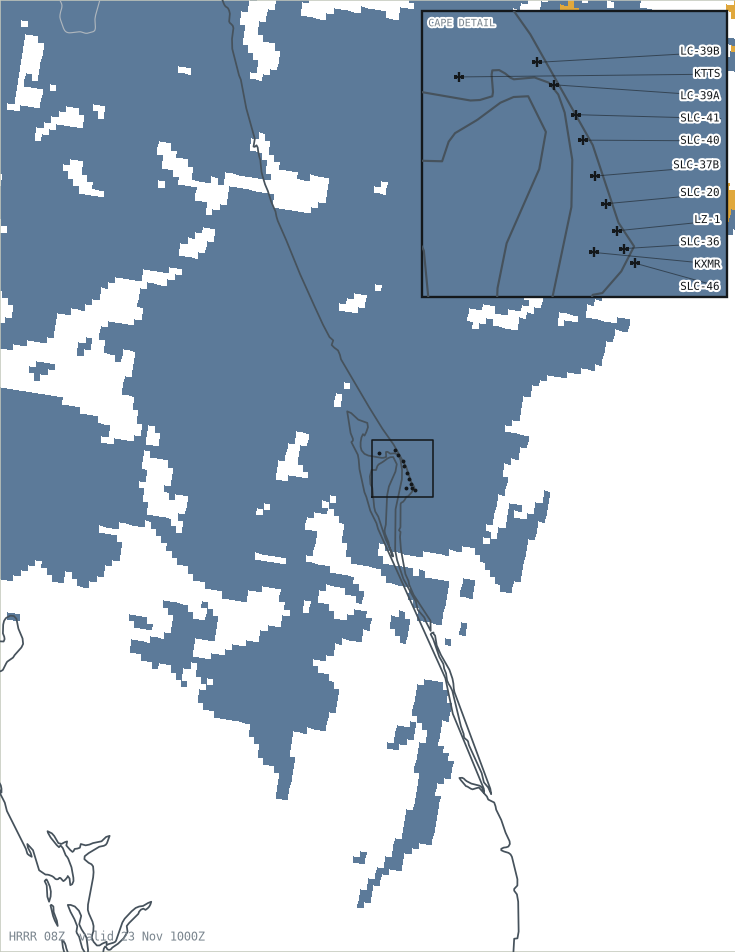 CAPE DETAIL
LC-39B
KTTS
LC-39A
SLC-41
SLC-40
SLC-37B
SLC-20
LZ-1
SLC-36
KXMR
SLC-46
HRRR 08Z  valid 23 Nov 1000Z